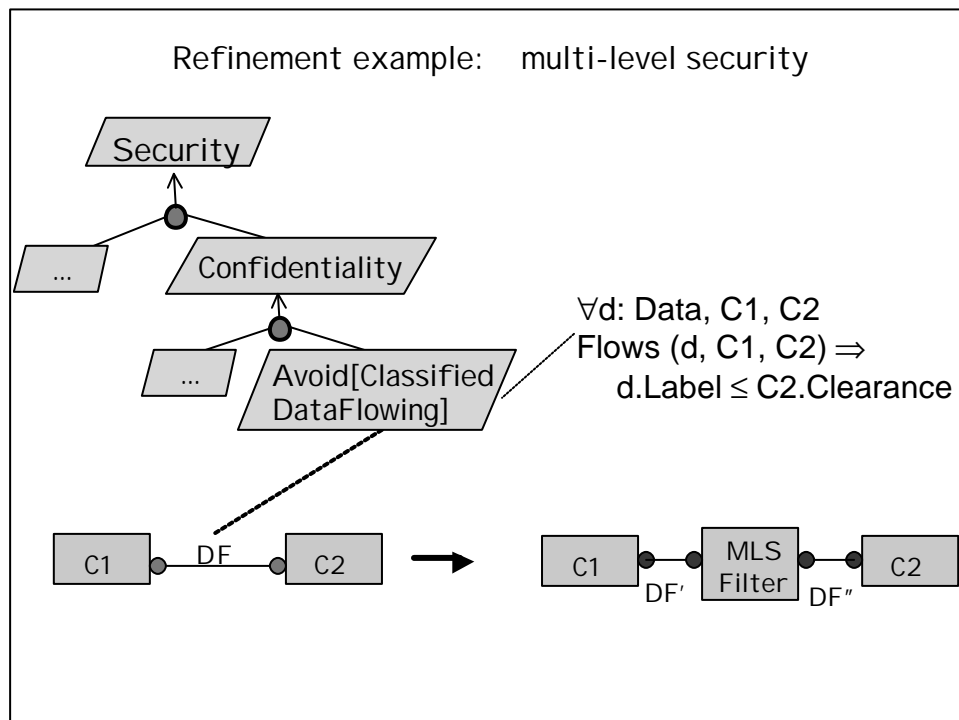 Refinement example: multi-level security
Security
...
Confidentiality
∀d: Data, C1, C2
Flows (d, C1, C2) ⇒
d.Label ≤ C2.Clearance
...
Avoid[Classified
DataFlowing]
C1
DF
C2
C1
DF'
MLS
Filter
DF"
C2